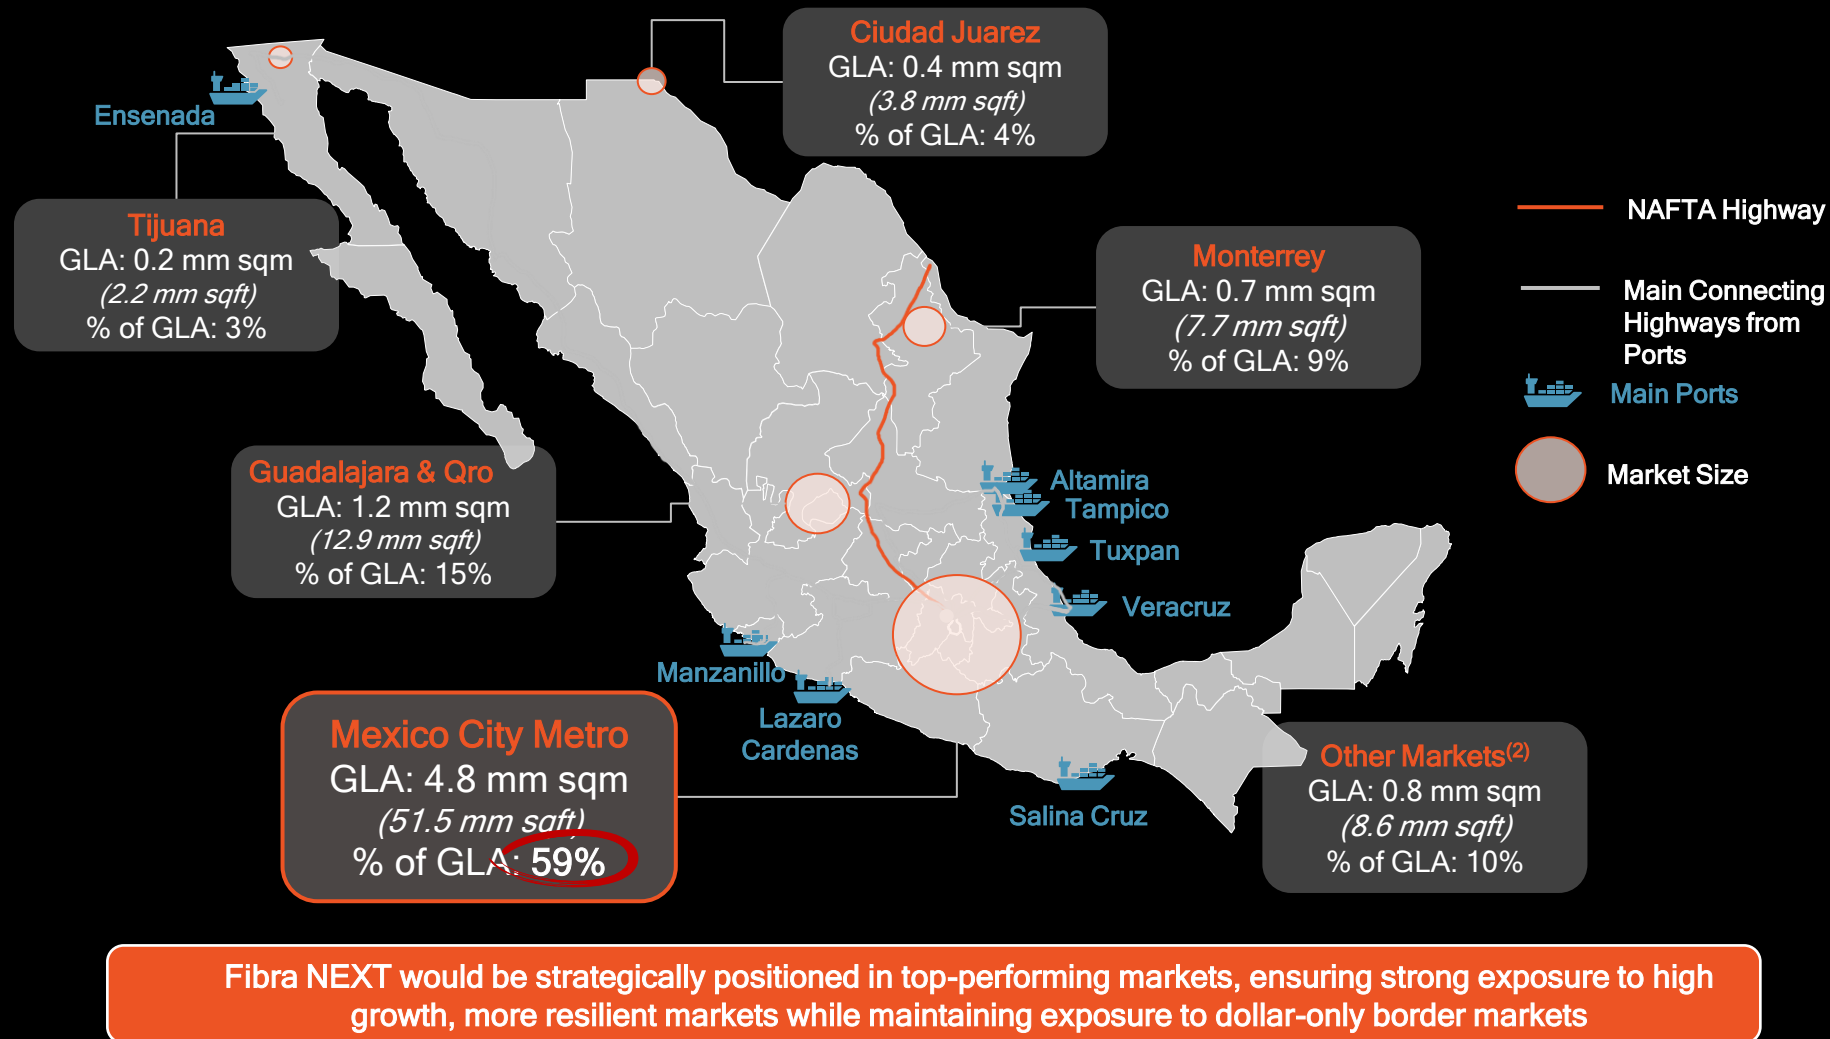 Ciudad Juarez
GLA: 0.4 mm sqm
(3.8 mm sqft)
% of GLA: 4%
Ensenada
Tijuana
GLA: 0.2 mm sqm
(2.2 mm sqft)
% of GLA: 3%
Monterrey
GLA: 0.7 mm sqm
(7.7 mm sqft)
% of GLA: 9%
NAFTA Highway
Main Connecting
Highways from
Ports
Main Ports
Market Size
Guadalajara & Qro
GLA: 1.2 mm sqm
(12.9 mm sqft)
% of GLA: 15%
Altamira
Tampico
Tuxpan
Veracruz
Manzanillo
Lazaro
Cardenas
Salina Cruz
Mexico City Metro
GLA: 4.8 mm sqm
(51.5 mm sqft)
% of GLA: 59%
Other Markets(2)
GLA: 0.8 mm sqm
(8.6 mm sqft)
% of GLA: 10%
Fibra NEXT would be strategically positioned in top-performing markets, ensuring strong exposure to high
growth, more resilient markets while maintaining exposure to dollar-only border markets